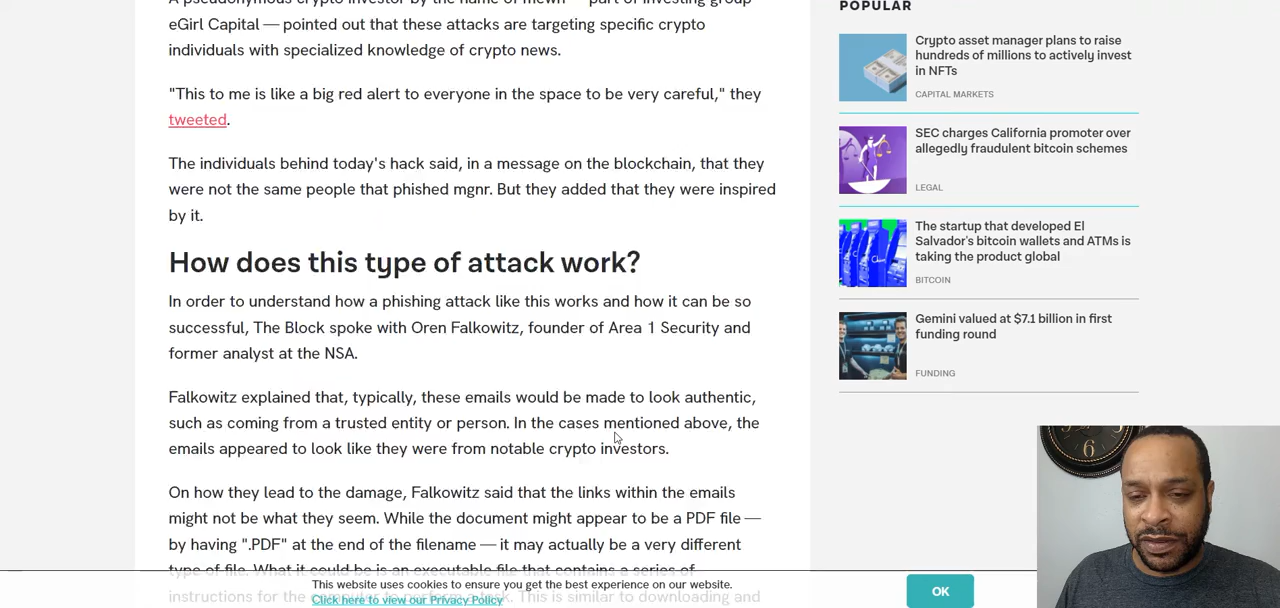 A pseudonymous crypto investor by the name of mewn — part of investing group
eGirl Capital — pointed out that these attacks are targeting specific crypto
individuals with specialized knowledge of crypto news.
"This to me is like a big red alert to everyone in the space to be very careful," they
tweeted.
The individuals behind today's hack said, in a message on the blockchain, that they
were not the same people that phished mgnr. But they added that they were inspired
by it.
How does this type of attack work?
In order to understand how a phishing attack like this works and how it can be so
successful, The Block spoke with Oren Falkowitz, founder of Area 1 Security and
former analyst at the NSA.
Falkowitz explained that, typically, these emails would be made to look authentic,
such as coming from a trusted entity or person. In the cases mentioned above, the
emails appeared to look like they were from notable crypto investors.
On how they lead to the damage, Falkowitz said that the links within the emails
might not be what they seem. While the document might appear to be a PDF file —
by having ".PDF" at the end of the filename — it may actually be a very different
type of file. What it could be is an executable file that contains a series of
instructions for the computer to perform a task. This is similar to downloading and
POPULAR
Crypto asset manager plans to raise
hundreds of millions to actively invest
in NFTs
CAPITAL MARKETS
SEC charges California promoter over
allegedly fraudulent bitcoin schemes
LEGAL
The startup that developed El
Salvador's bitcoin wallets and ATMs is
taking the product global
BITCOIN
Gemini valued at $7.1 billion in first
funding round
FUNDING
This website uses cookies to ensure you get the best experience on our website.
Click here to view our Privacy Policy
OK